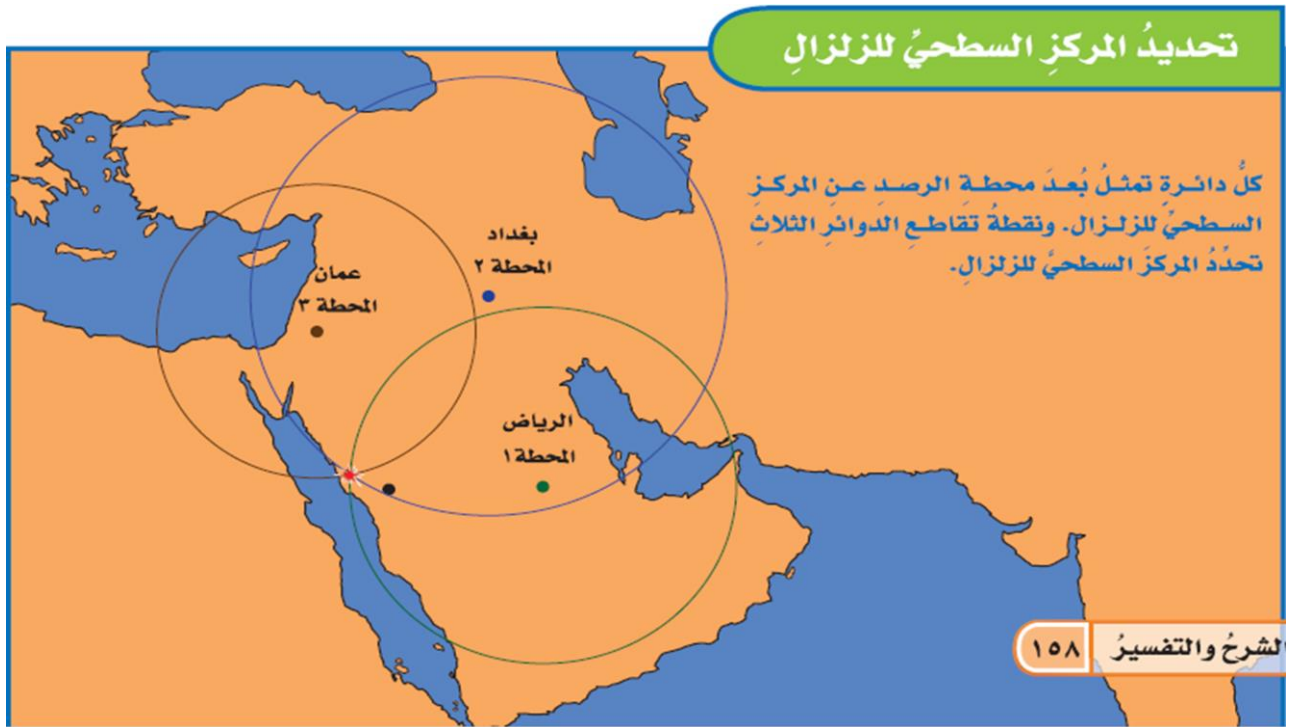 تحديدُ المركزِ السطحيِّ للزلزالِ
كلُّ دائرةٍ تمثلُ بُعدَ محطةِ الرصدِ عنِ المركزِ
السطحيِّ للزلزال. ونقطةُ تقاطعِ الدوائرِ الثلاثِ
تحدِّدُ المركزَ السطحيَّ للزلزالِ.
بغداد
المحطة ٢
عمان
المحطة ٣
الرياض
المحطة ١
الشرحُ والتفسيرُ ١٥٨